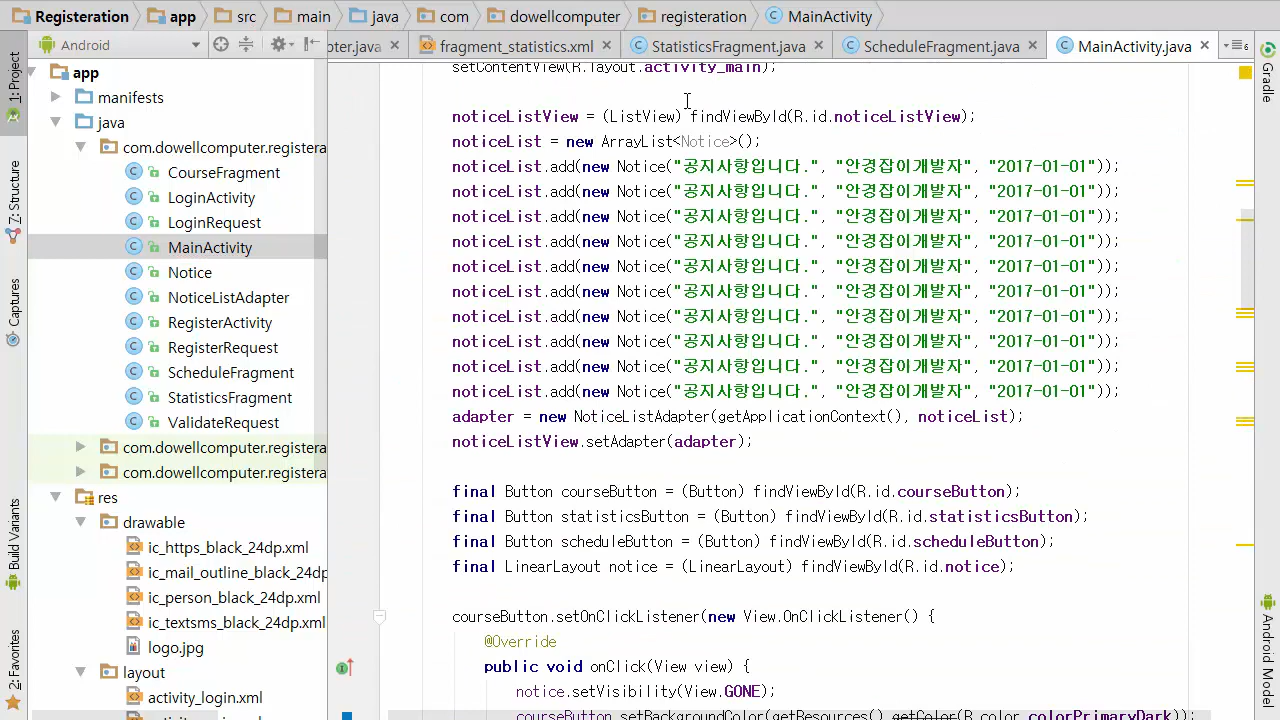 Registeration app src main java com dowellcomputer registeration MainActivity
Android
pter.java fragment_statistics.xml StatisticsFragment.java ScheduleFragment.java MainActivity.java
1: Project
7: Structure
Captures
Build Variants
2: Favorites
Gradle
Android Model
app
manifests
java
com.dowellcomputer.registera
CourseFragment
LoginActivity
LoginRequest
MainActivity
Notice
NoticeListAdapter
RegisterActivity
RegisterRequest
ScheduleFragment
StatisticsFragment
ValidateRequest
com.dowellcomputer.registera
com.dowellcomputer.registera
res
drawable
ic_https_black_24dp.xml
ic_mail_outline_black_24dp
ic_person_black_24dp.xml
ic_textsms_black_24dp.xml
logo.jpg
layout
activity_login.xml
setContentView(R.layout.activity_main);
noticeListView = (ListView) findViewById(R.id.noticeListView);
noticeList = new ArrayList<Notice>();
noticeList.add(new Notice("공지사항입니다.", "안경잡이개발자", "2017-01-01"));
noticeList.add(new Notice("공지사항입니다.", "안경잡이개발자", "2017-01-01"));
noticeList.add(new Notice("공지사항입니다.", "안경잡이개발자", "2017-01-01"));
noticeList.add(new Notice("공지사항입니다.", "안경잡이개발자", "2017-01-01"));
noticeList.add(new Notice("공지사항입니다.", "안경잡이개발자", "2017-01-01"));
noticeList.add(new Notice("공지사항입니다.", "안경잡이개발자", "2017-01-01"));
noticeList.add(new Notice("공지사항입니다.", "안경잡이개발자", "2017-01-01"));
noticeList.add(new Notice("공지사항입니다.", "안경잡이개발자", "2017-01-01"));
noticeList.add(new Notice("공지사항입니다.", "안경잡이개발자", "2017-01-01"));
noticeList.add(new Notice("공지사항입니다.", "안경잡이개발자", "2017-01-01"));
adapter = new NoticeListAdapter(getApplicationContext(), noticeList);
noticeListView.setAdapter(adapter);
final Button courseButton = (Button) findViewById(R.id.courseButton);
final Button statisticsButton = (Button) findViewById(R.id.statisticsButton);
final Button scheduleButton = (Button) findViewById(R.id.scheduleButton);
final LinearLayout notice = (LinearLayout) findViewById(R.id.notice);
courseButton.setOnClickListener(new View.OnClickListener() {
@Override
public void onClick(View view) {
notice.setVisibility(View.GONE);
courseButton.setBackgroundColor(getResources().getColor(R.color.colorPrimaryDark));